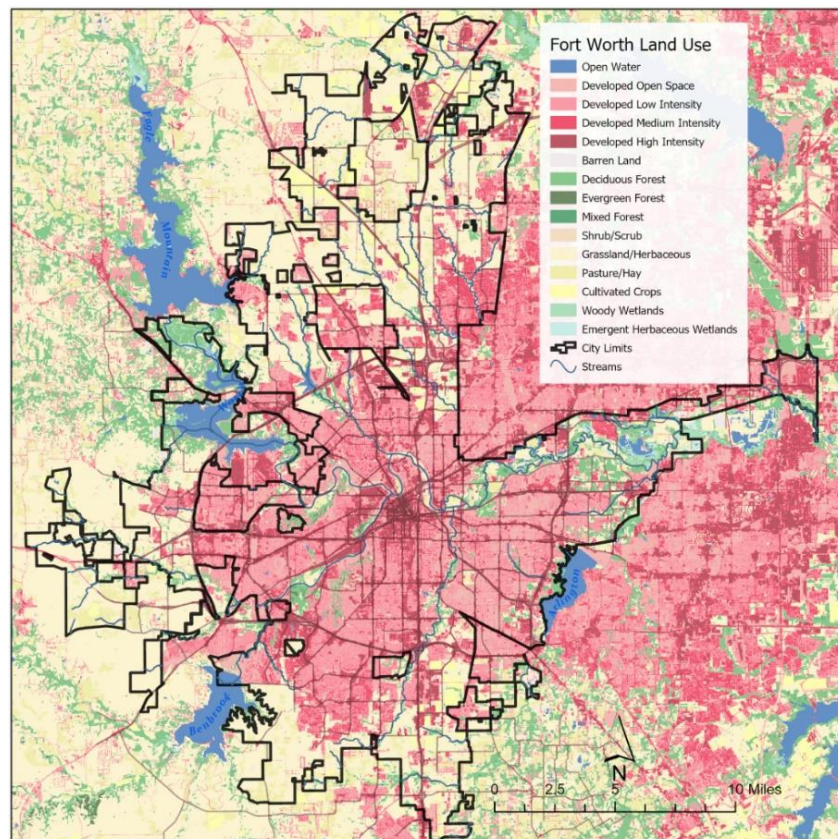 Fort Worth Land Use
Open Water
Developed Open Space
Developed Low Intensity
Developed Medium Intensity
Developed High Intensity
Barren Land
Deciduous Forest
Evergreen Forest
Mixed Forest
Shrub/Scrub
Grassland/Herbaceous
Pasture/Hay
Cultivated Crops
Woody Wetlands
Emergent Herbaceous Wetlands
City Limits
Streams
Eagle
Mountain
Arlington
Benbrook
N
0 2.5 5 10 Miles